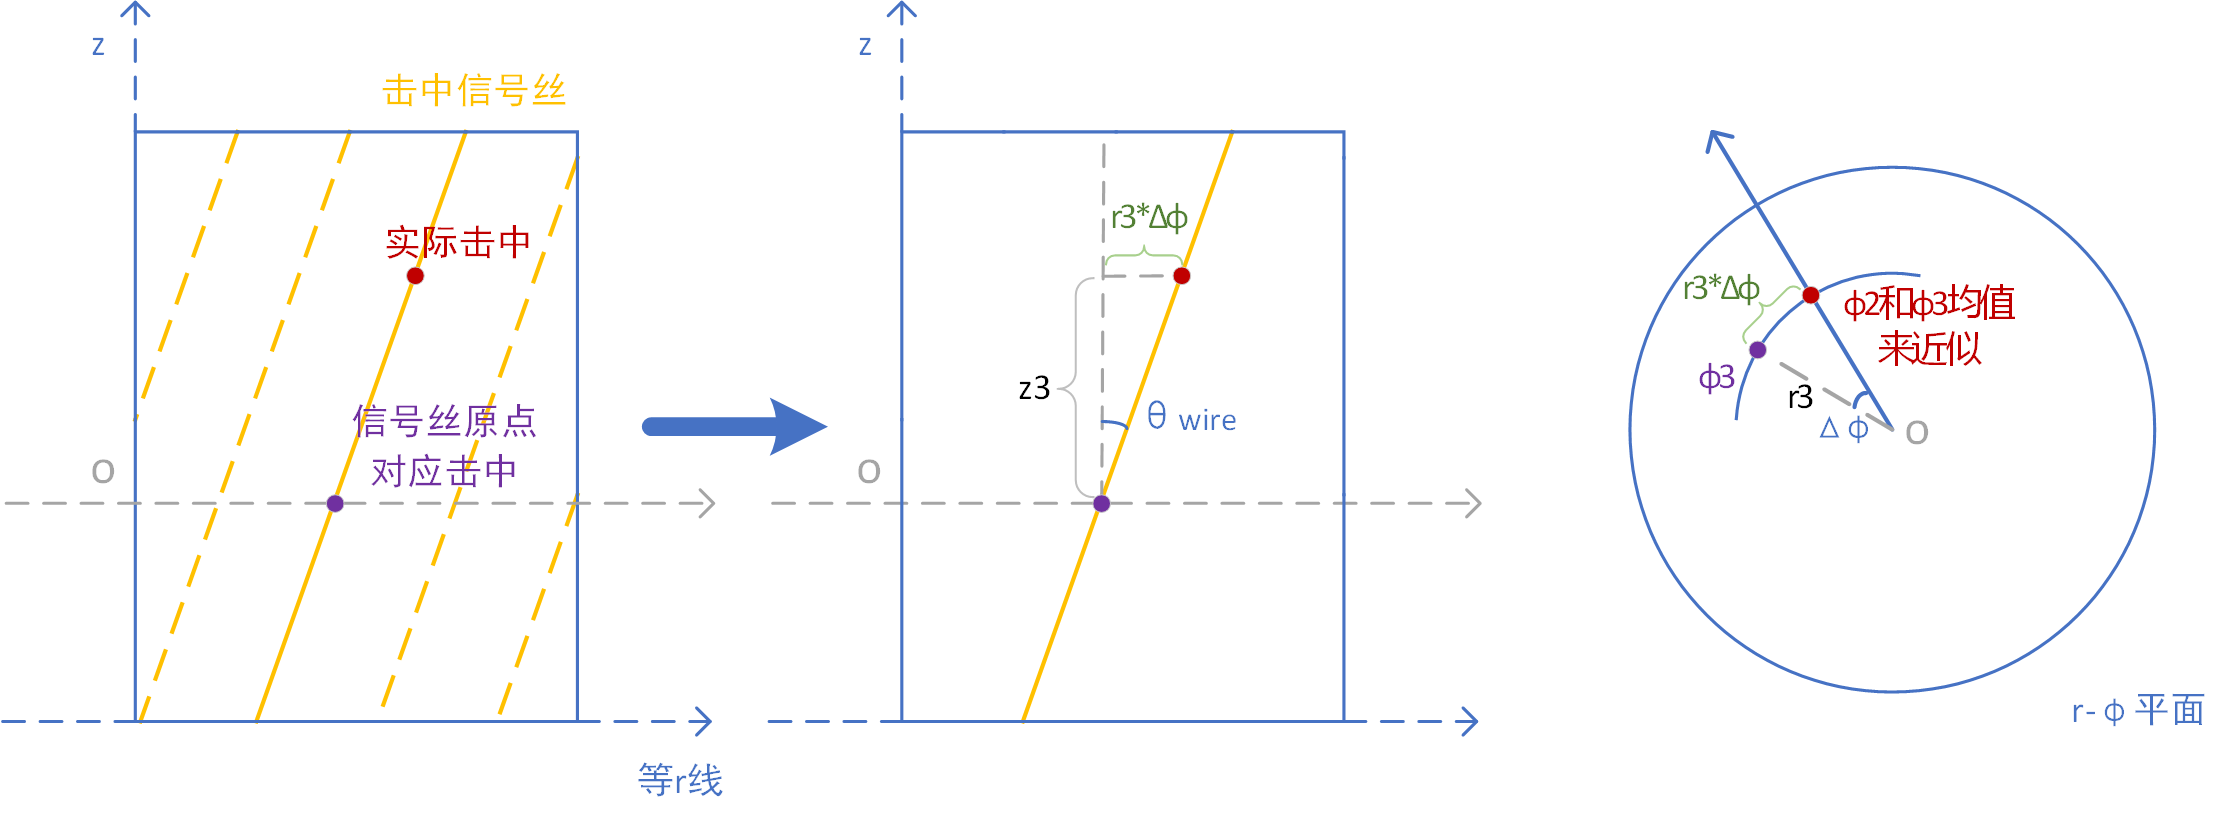 z
击中信号丝
实际击中
信号丝原点
对应击中
O
等r线
z
r3*Δφ
z3
θ wire
O
r3*Δφ
φ2和φ3均值
来近似
φ3
r3
Δ φ
O
r-φ平面